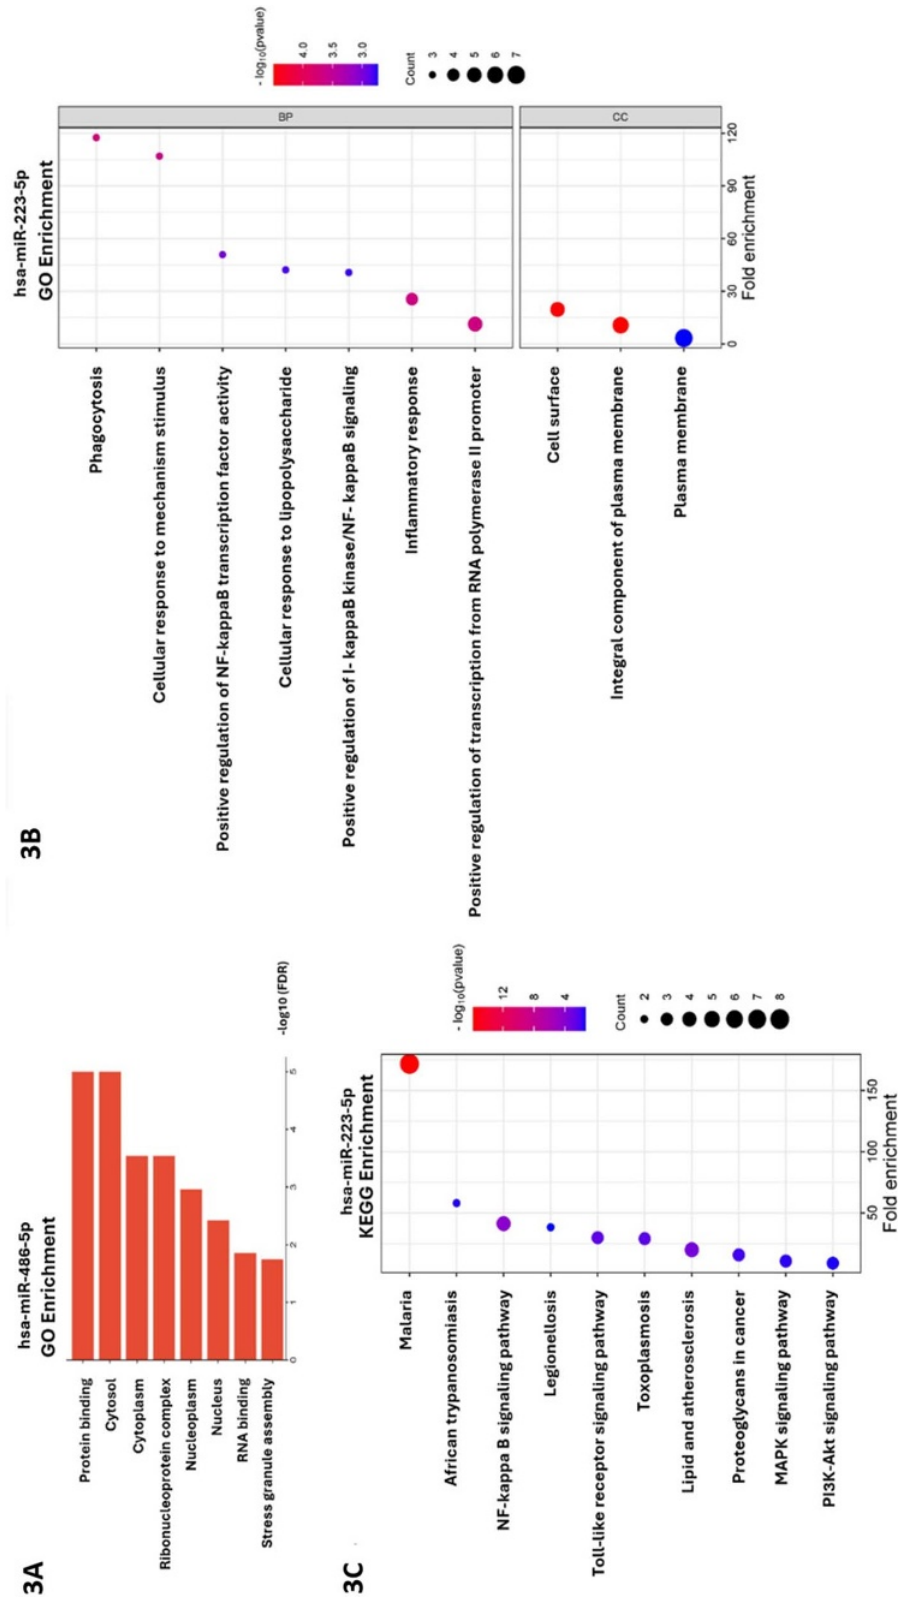 3A
hsa-miR-486-5p
GO Enrichment
Protein binding
Cytosol
Cytoplasm
Ribonucleoprotein complex
Nucleoplasm
Nucleus
RNA binding
Stress granule assembly
0 1 2 3 4 5
-log10 (FDR)
3B
hsa-miR-223-5p
GO Enrichment
Phagocytosis
Cellular response to mechanism stimulus
Positive regulation of NF-kappaB transcription factor activity
Cellular response to lipopolysaccharide
Positive regulation of I- kappaB kinase/NF- kappaB signaling
Inflammatory response
Positive regulation of transcription from RNA polymerase II promoter
BP
Cell surface
Integral component of plasma membrane
Plasma membrane
CC
0 30 60 90 120
Fold enrichment
- log₁₀(pvalue)
4.0 3.5 3.0
Count
3
4
5
6
7
3C
hsa-miR-223-5p
KEGG Enrichment
Malaria
African trypanosomiasis
NF-kappa B signaling pathway
Legionellosis
Toll-like receptor signaling pathway
Toxoplasmosis
Lipid and atherosclerosis
Proteoglycans in cancer
MAPK signaling pathway
PI3K-Akt signaling pathway
50 100 150
Fold enrichment
- log₁₀(pvalue)
12 8 4
Count
2
3
4
5
6
7
8